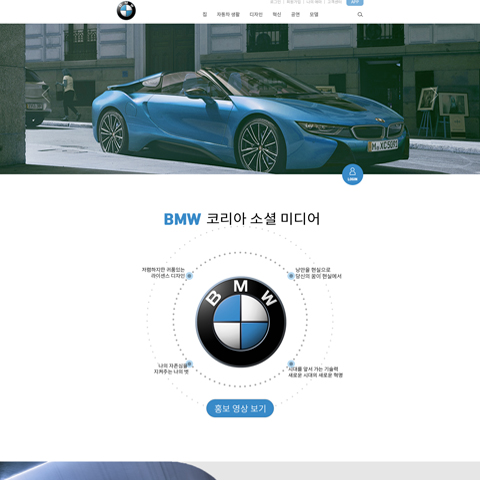 로그인 | 회원가입 | 나의 예약 | 고객센터
APP
집 자동차 생활 디자인 혁신 공연 모델
LOGIN
BMW 코리아 소셜 미디어
차렴하지만 귀품있는
라이센스 디자인
낭만을 현실으로
당신의 꿈이 현실에서
BMW
나의 자존심을
지켜주는 나의 벗
시대를 앞서 가는 기술력
새로운 시대의 새로운 혁명
홍보 영상 보기